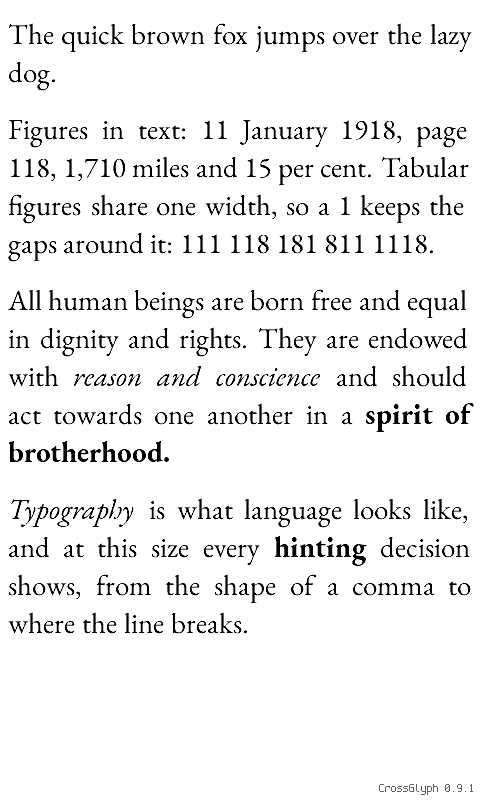 The quick brown fox jumps over the lazy
dog.
Figures in text: 11 January 1918, page
118, 1,710 miles and 15 per cent. Tabular
figures share one width, so a 1 keeps the
gaps around it: 111 118 181 811 1118.
All human beings are born free and equal
in dignity and rights. They are endowed
with reason and conscience and should
act towards one another in a spirit of
brotherhood.
Typography is what language looks like,
and at this size every hinting decision
shows, from the shape of a comma to
where the line breaks.
CrossGlyph 0.9.1